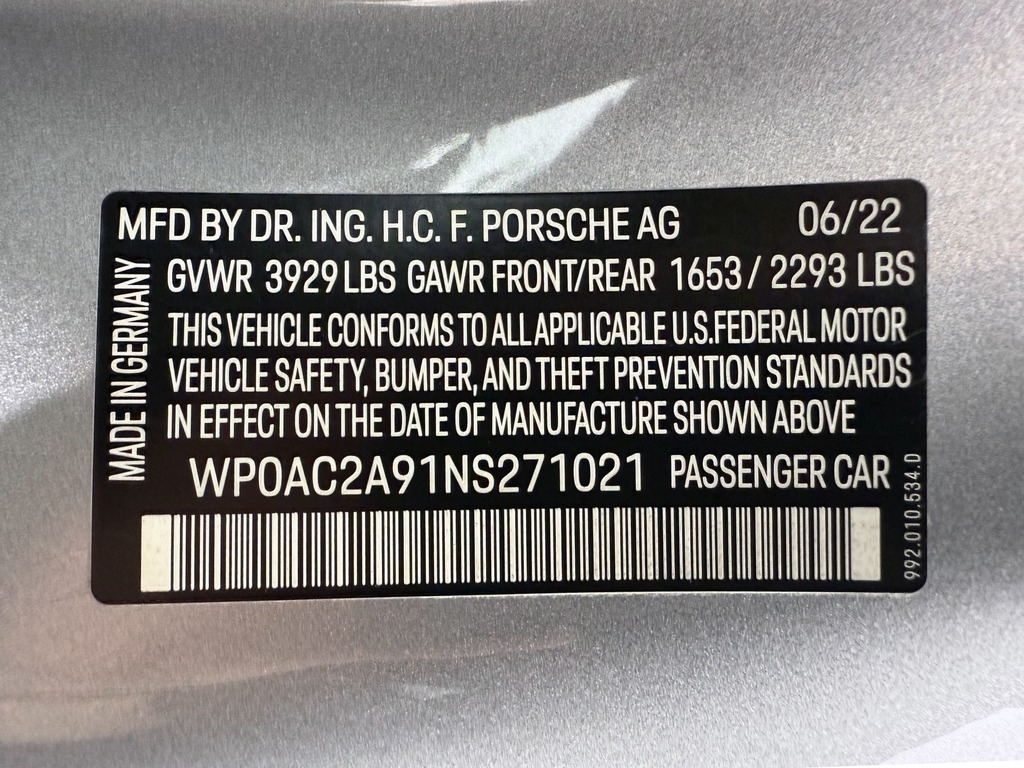 MFD BY DR. ING. H.C. F. PORSCHE AG 06/22
GVWR 3929 LBS GAWR FRONT/REAR 1653 / 2293 LBS
THIS VEHICLE CONFORMS TO ALL APPLICABLE U.S.FEDERAL MOTOR
VEHICLE SAFETY, BUMPER, AND THEFT PREVENTION STANDARDS
IN EFFECT ON THE DATE OF MANUFACTURE SHOWN ABOVE
WP0AC2A91NS271021 PASSENGER CAR
MADE IN GERMANY
992.010.534.D